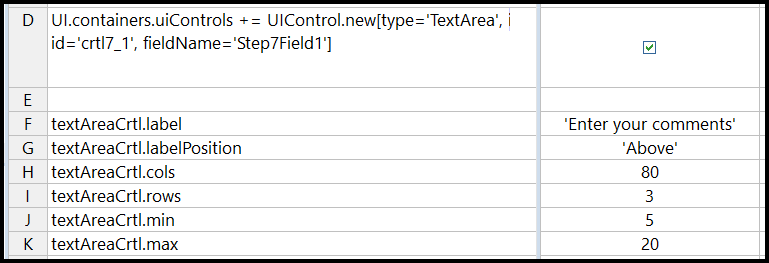 D UI.containers.uiControls += UIControl.new[type='TextArea', i
id='crtl7_1', fieldName='Step7Field1']
E
F textAreaCrtl.label 'Enter your comments'
G textAreaCrtl.labelPosition 'Above'
H textAreaCrtl.cols 80
I textAreaCrtl.rows 3
J textAreaCrtl.min 5
K textAreaCrtl.max 20